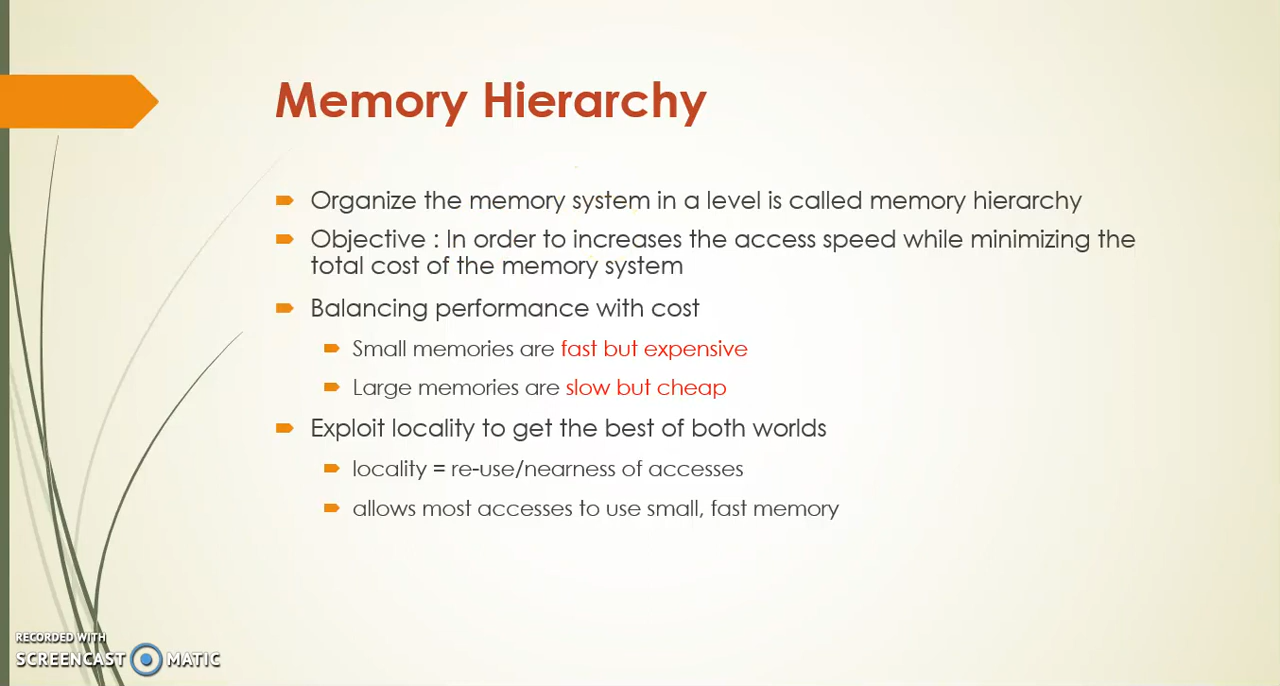 Memory Hierarchy
Organize the memory system in a level is called memory hierarchy
Objective : In order to increases the access speed while minimizing the
total cost of the memory system
Balancing performance with cost
Small memories are fast but expensive
Large memories are slow but cheap
Exploit locality to get the best of both worlds
locality = re-use/nearness of accesses
allows most accesses to use small, fast memory
RECORDED WITH
SCREENCAST MATIC